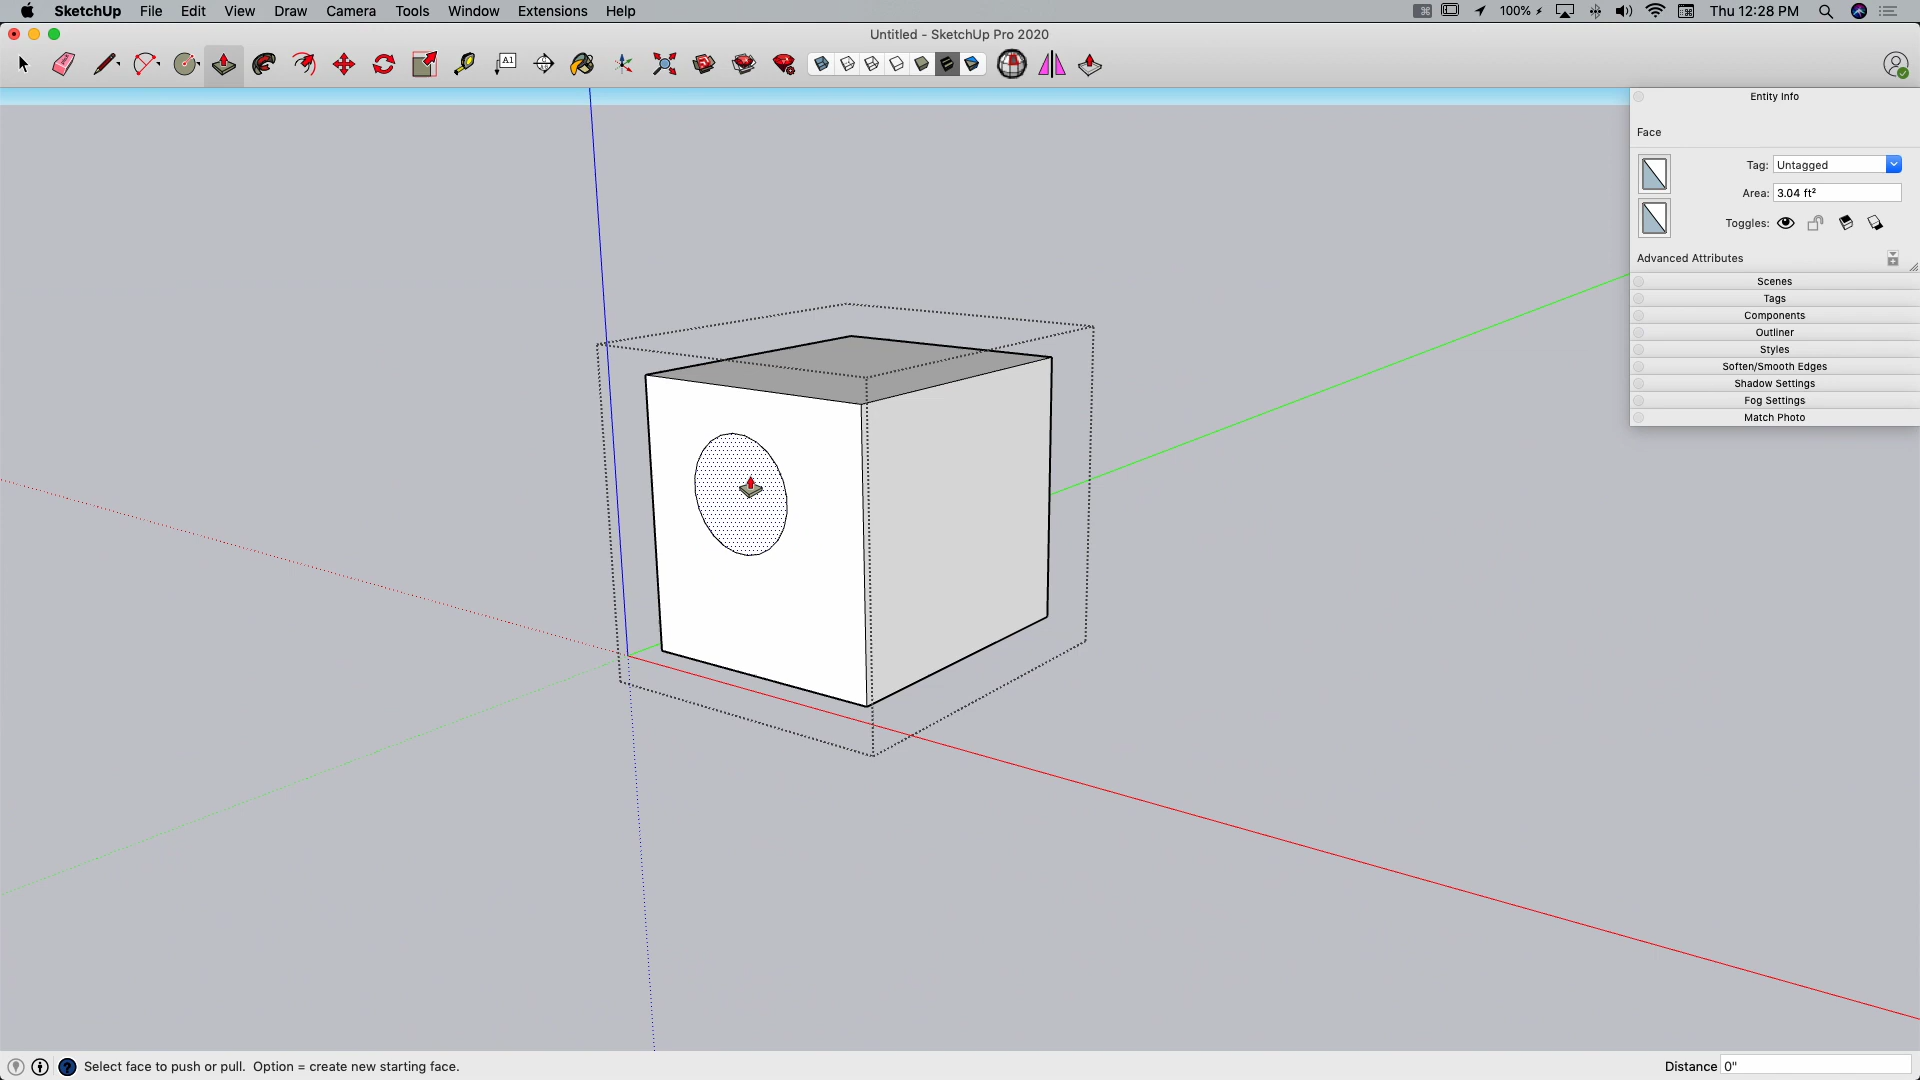 SketchUp File Edit View Draw Camera Tools Window Extensions Help 100% Thu 12:28 PM
Untitled - SketchUp Pro 2020
A1
Entity Info
Face
Tag: Untagged
Area: 3.04 ft²
Toggles:
Advanced Attributes
Scenes
Tags
Components
Outliner
Styles
Soften/Smooth Edges
Shadow Settings
Fog Settings
Match Photo
Select face to push or pull. Option = create new starting face. Distance 0"